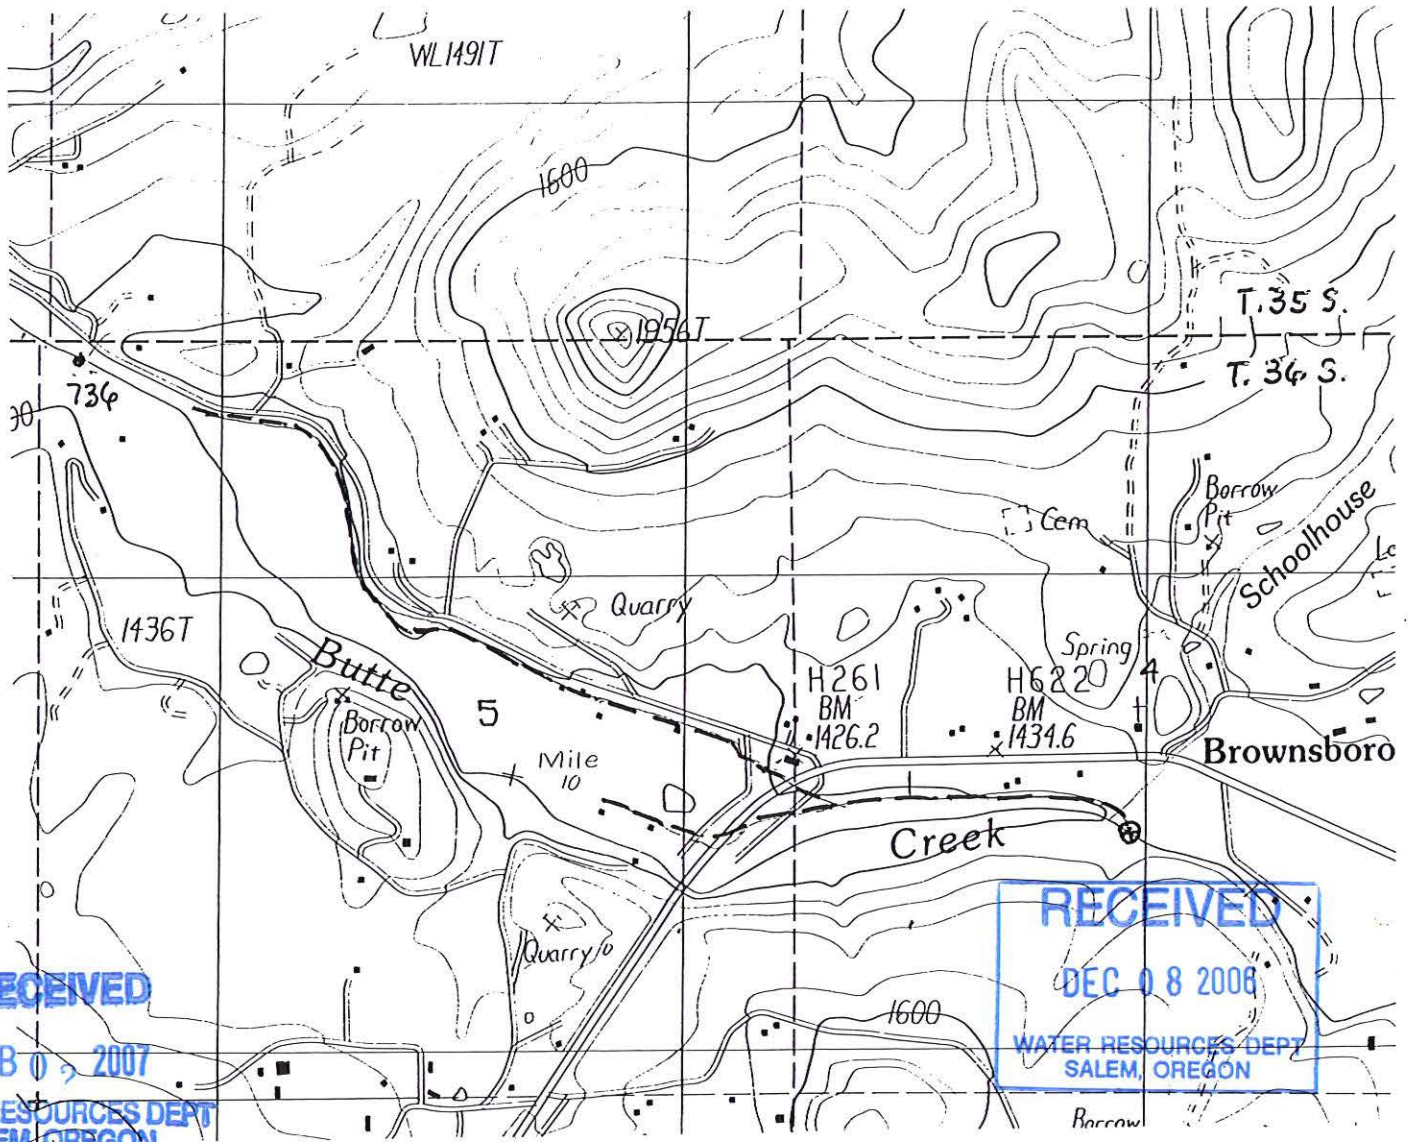 WL1491T
1600
1956T
T.35 S.
T.36 S.
736
Borrow
Pit
Cem
Schoolhouse
Quarry
1436T
Butte
Spring
4
H261
BM
1426.2
H622
BM
1434.6
5
Borrow
Pit
Mile
10
Brownsboro
Creek
Quarry
RECEIVED
DEC 08 2006
WATER RESOURCES DEPT
SALEM, OREGON
1600
ECEIVED
2007
ESOURCES DEPT
OREGON
Borrow